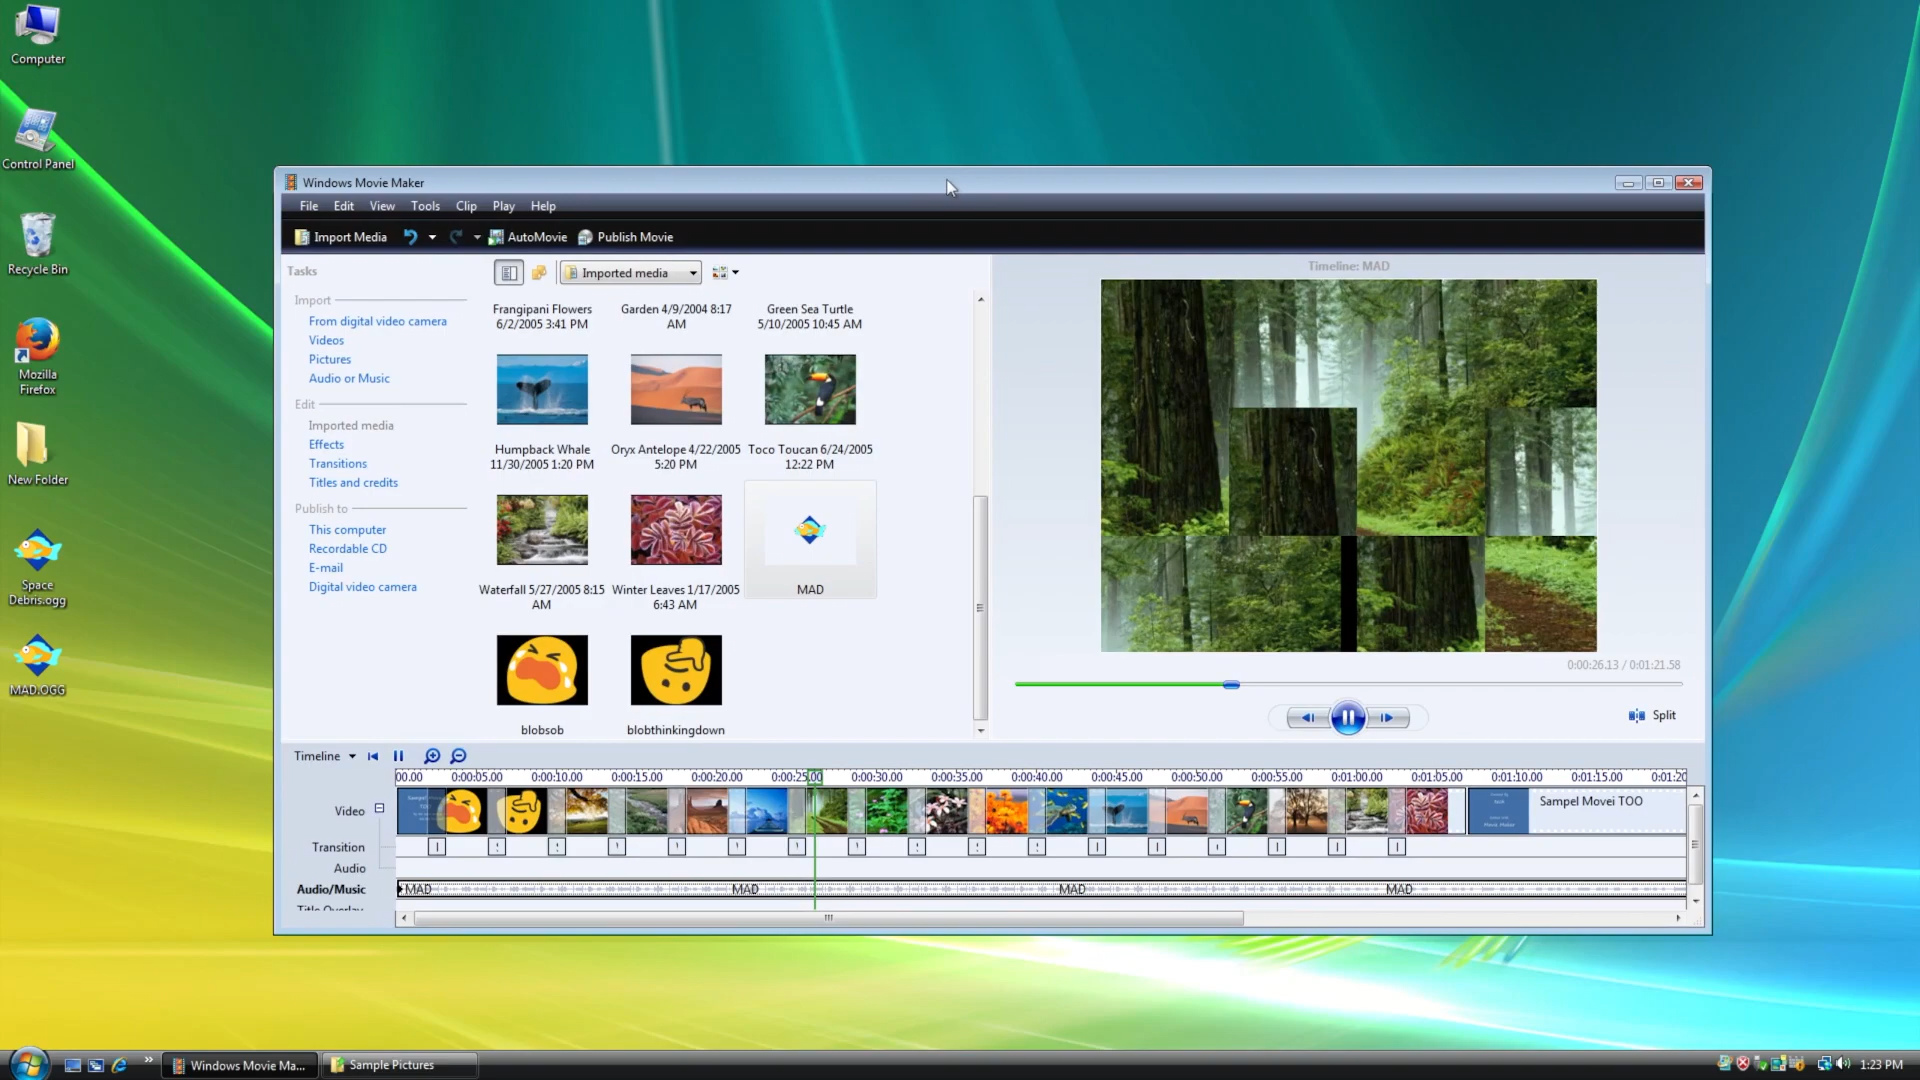 Computer
Control Panel
Recycle Bin
Mozilla
Firefox
New Folder
Space
Debris.ogg
MAD.OGG
Windows Movie Maker
File Edit View Tools Clip Play Help
Import Media AutoMovie Publish Movie
Tasks
Import
From digital video camera
Videos
Pictures
Audio or Music
Edit
Imported media
Effects
Transitions
Titles and credits
Publish to
This computer
Recordable CD
E-mail
Digital video camera
Imported media
Frangipani Flowers
6/2/2005 3:41 PM
Garden 4/9/2004 8:17
AM
Green Sea Turtle
5/10/2005 10:45 AM
Humpback Whale
11/30/2005 1:20 PM
Oryx Antelope 4/22/2005
5:20 PM
Toco Toucan 6/24/2005
12:22 PM
Waterfall 5/27/2005 8:15
AM
Winter Leaves 1/17/2005
6:43 AM
MAD
blobsob
blobthinkingdown
Timeline: MAD
0:00:26.13 / 0:01:21.58
Split
Timeline
00.00 0:00:05.00 0:00:10.00 0:00:15.00 0:00:20.00 0:00:25.00 0:00:30.00 0:00:35.00 0:00:40.00 0:00:45.00 0:00:50.00 0:00:55.00 0:01:00.00 0:01:05.00 0:01:10.00 0:01:15.00 0:01:20
Video
Sampel Movei TOO
Transition
Audio
Audio/Music
MAD MAD MAD MAD
Title Overlay
Windows Movie Ma...
Sample Pictures
1:23 PM